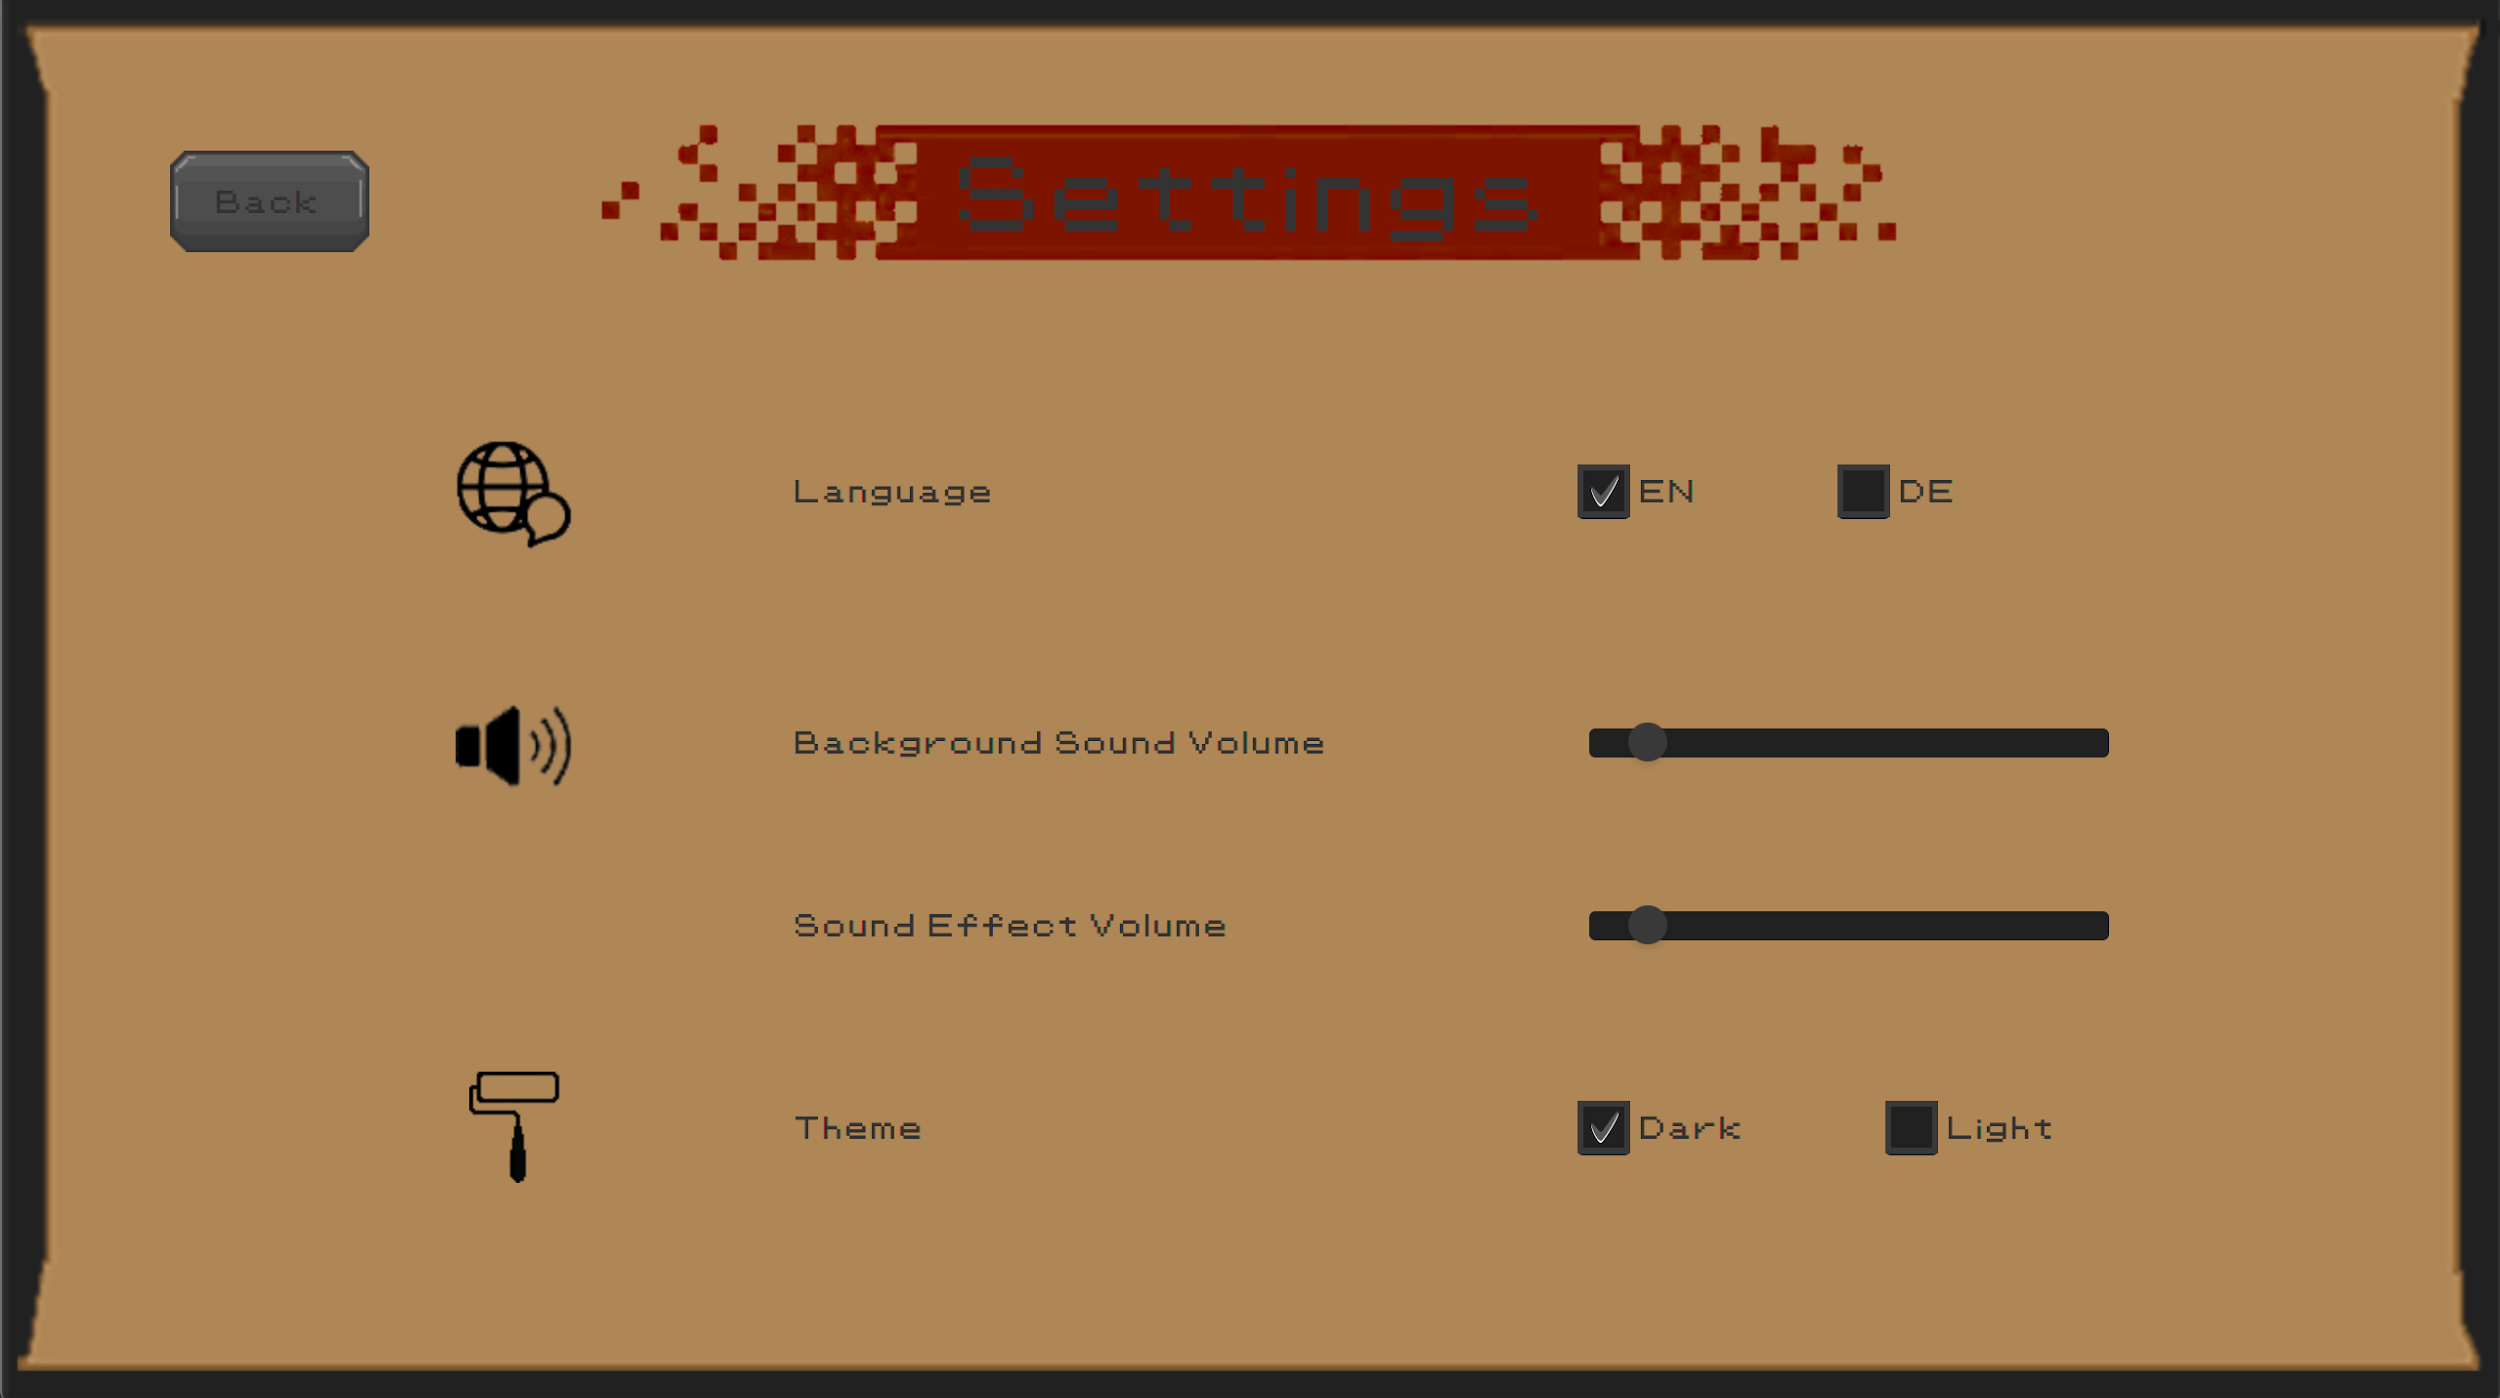 Back
Settings
Language
EN
DE
Background Sound Volume
Sound Effect Volume
Theme
Dark
Light